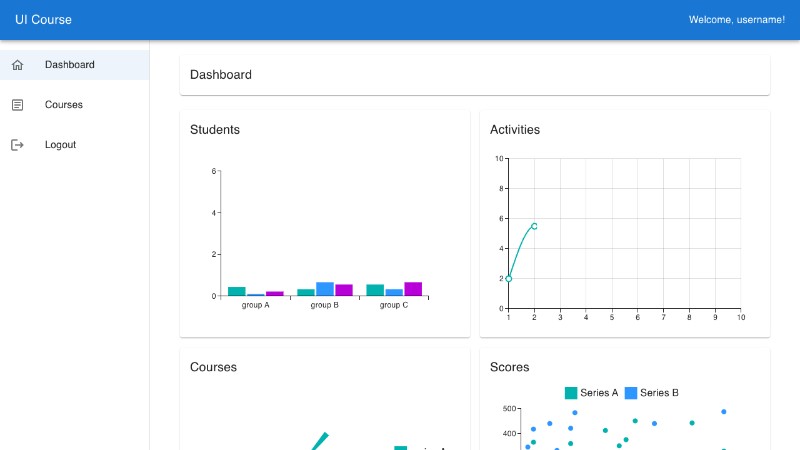 UI Course
Welcome, username!
Dashboard
Courses
Logout
Dashboard
Students
6
4
2
0
group A group B group C
Activities
10
8
6
4
2
0
1 2 3 4 5 6 7 8 9 10
Courses
Scores
Series A Series B
500
400